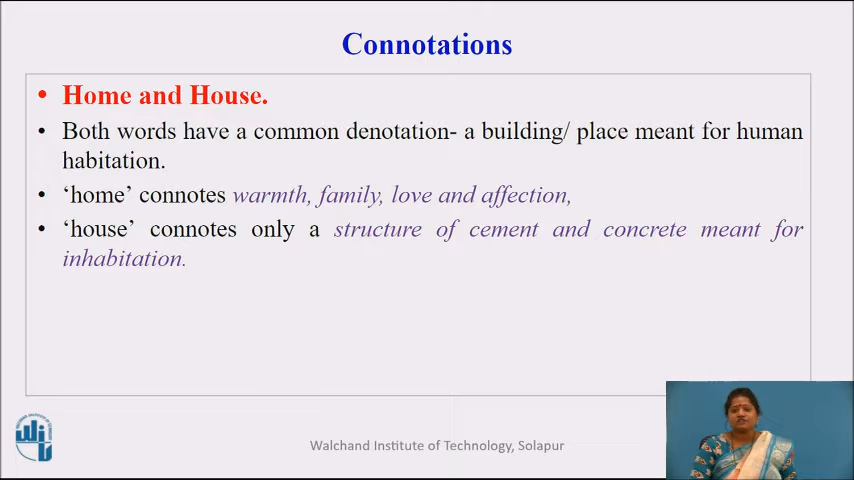 Connotations
• Home and House.
• Both words have a common denotation- a building/ place meant for human
habitation.
• ‘home’ connotes warmth, family, love and affection,
• ‘house’ connotes only a structure of cement and concrete meant for
inhabitation.
Walchand Institute of Technology, Solapur